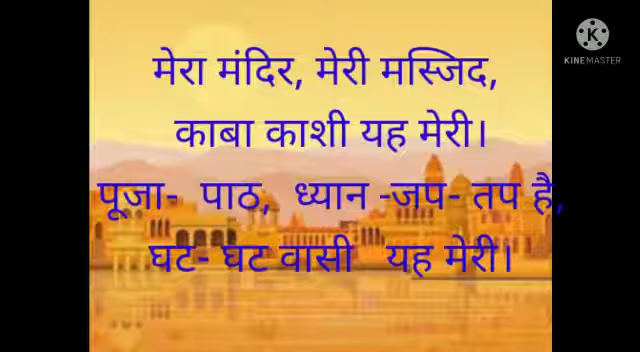 मेरा मंदिर, मेरी मस्जिद,
काबा काशी यह मेरी।
पूजा- पाठ, ध्यान -जप- तप है,
घट- घट वासी यह मेरी।
KINEMASTER